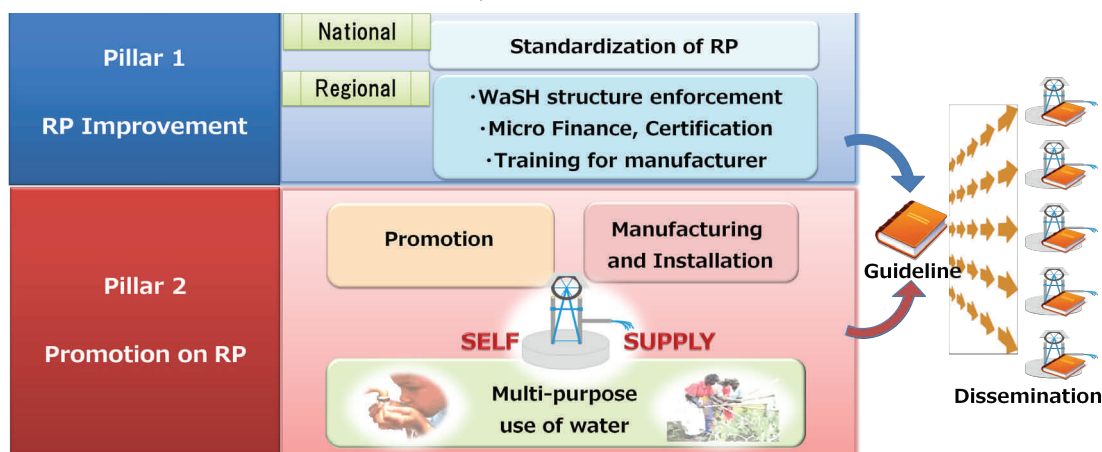 Pillar 1
RP Improvement
National
Standardization of RP
Regional
・WaSH structure enforcement
・Micro Finance, Certification
・Training for manufacturer
Pillar 2
Promotion on RP
Promotion
Manufacturing
and Installation
SELF SUPPLY
Multi-purpose
use of water
Guideline
Dissemination